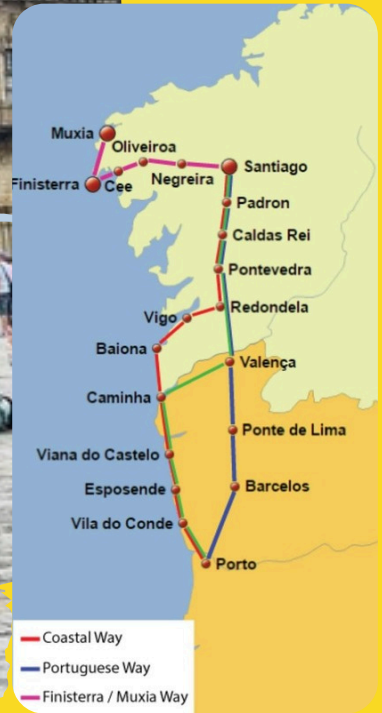 Muxia
Oliveiroa
Santiago
Finisterra
Cee
Negreira
Padron
Caldas Rei
Pontevedra
Redondela
Vigo
Baiona
Valença
Caminha
Ponte de Lima
Viana do Castelo
Esposende
Barcelos
Vila do Conde
Porto
Coastal Way
Portuguese Way
Finisterra / Muxia Way